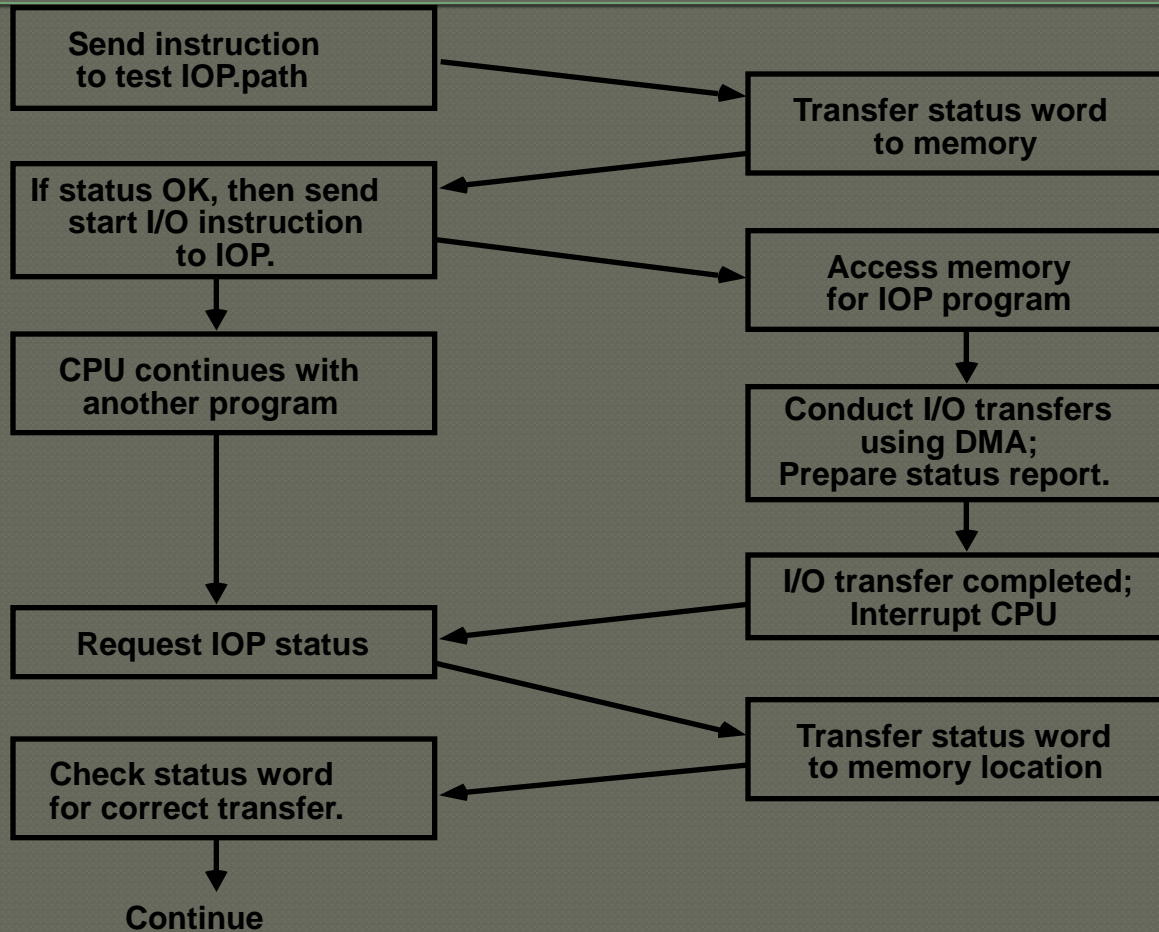 Send instruction
to test IOP.path
Transfer status word
to memory
If status OK, then send
start I/O instruction
to IOP.
Access memory
for IOP program
CPU continues with
another program
Conduct I/O transfers
using DMA;
Prepare status report.
I/O transfer completed;
Interrupt CPU
Request IOP status
Transfer status word
to memory location
Check status word
for correct transfer.
Continue